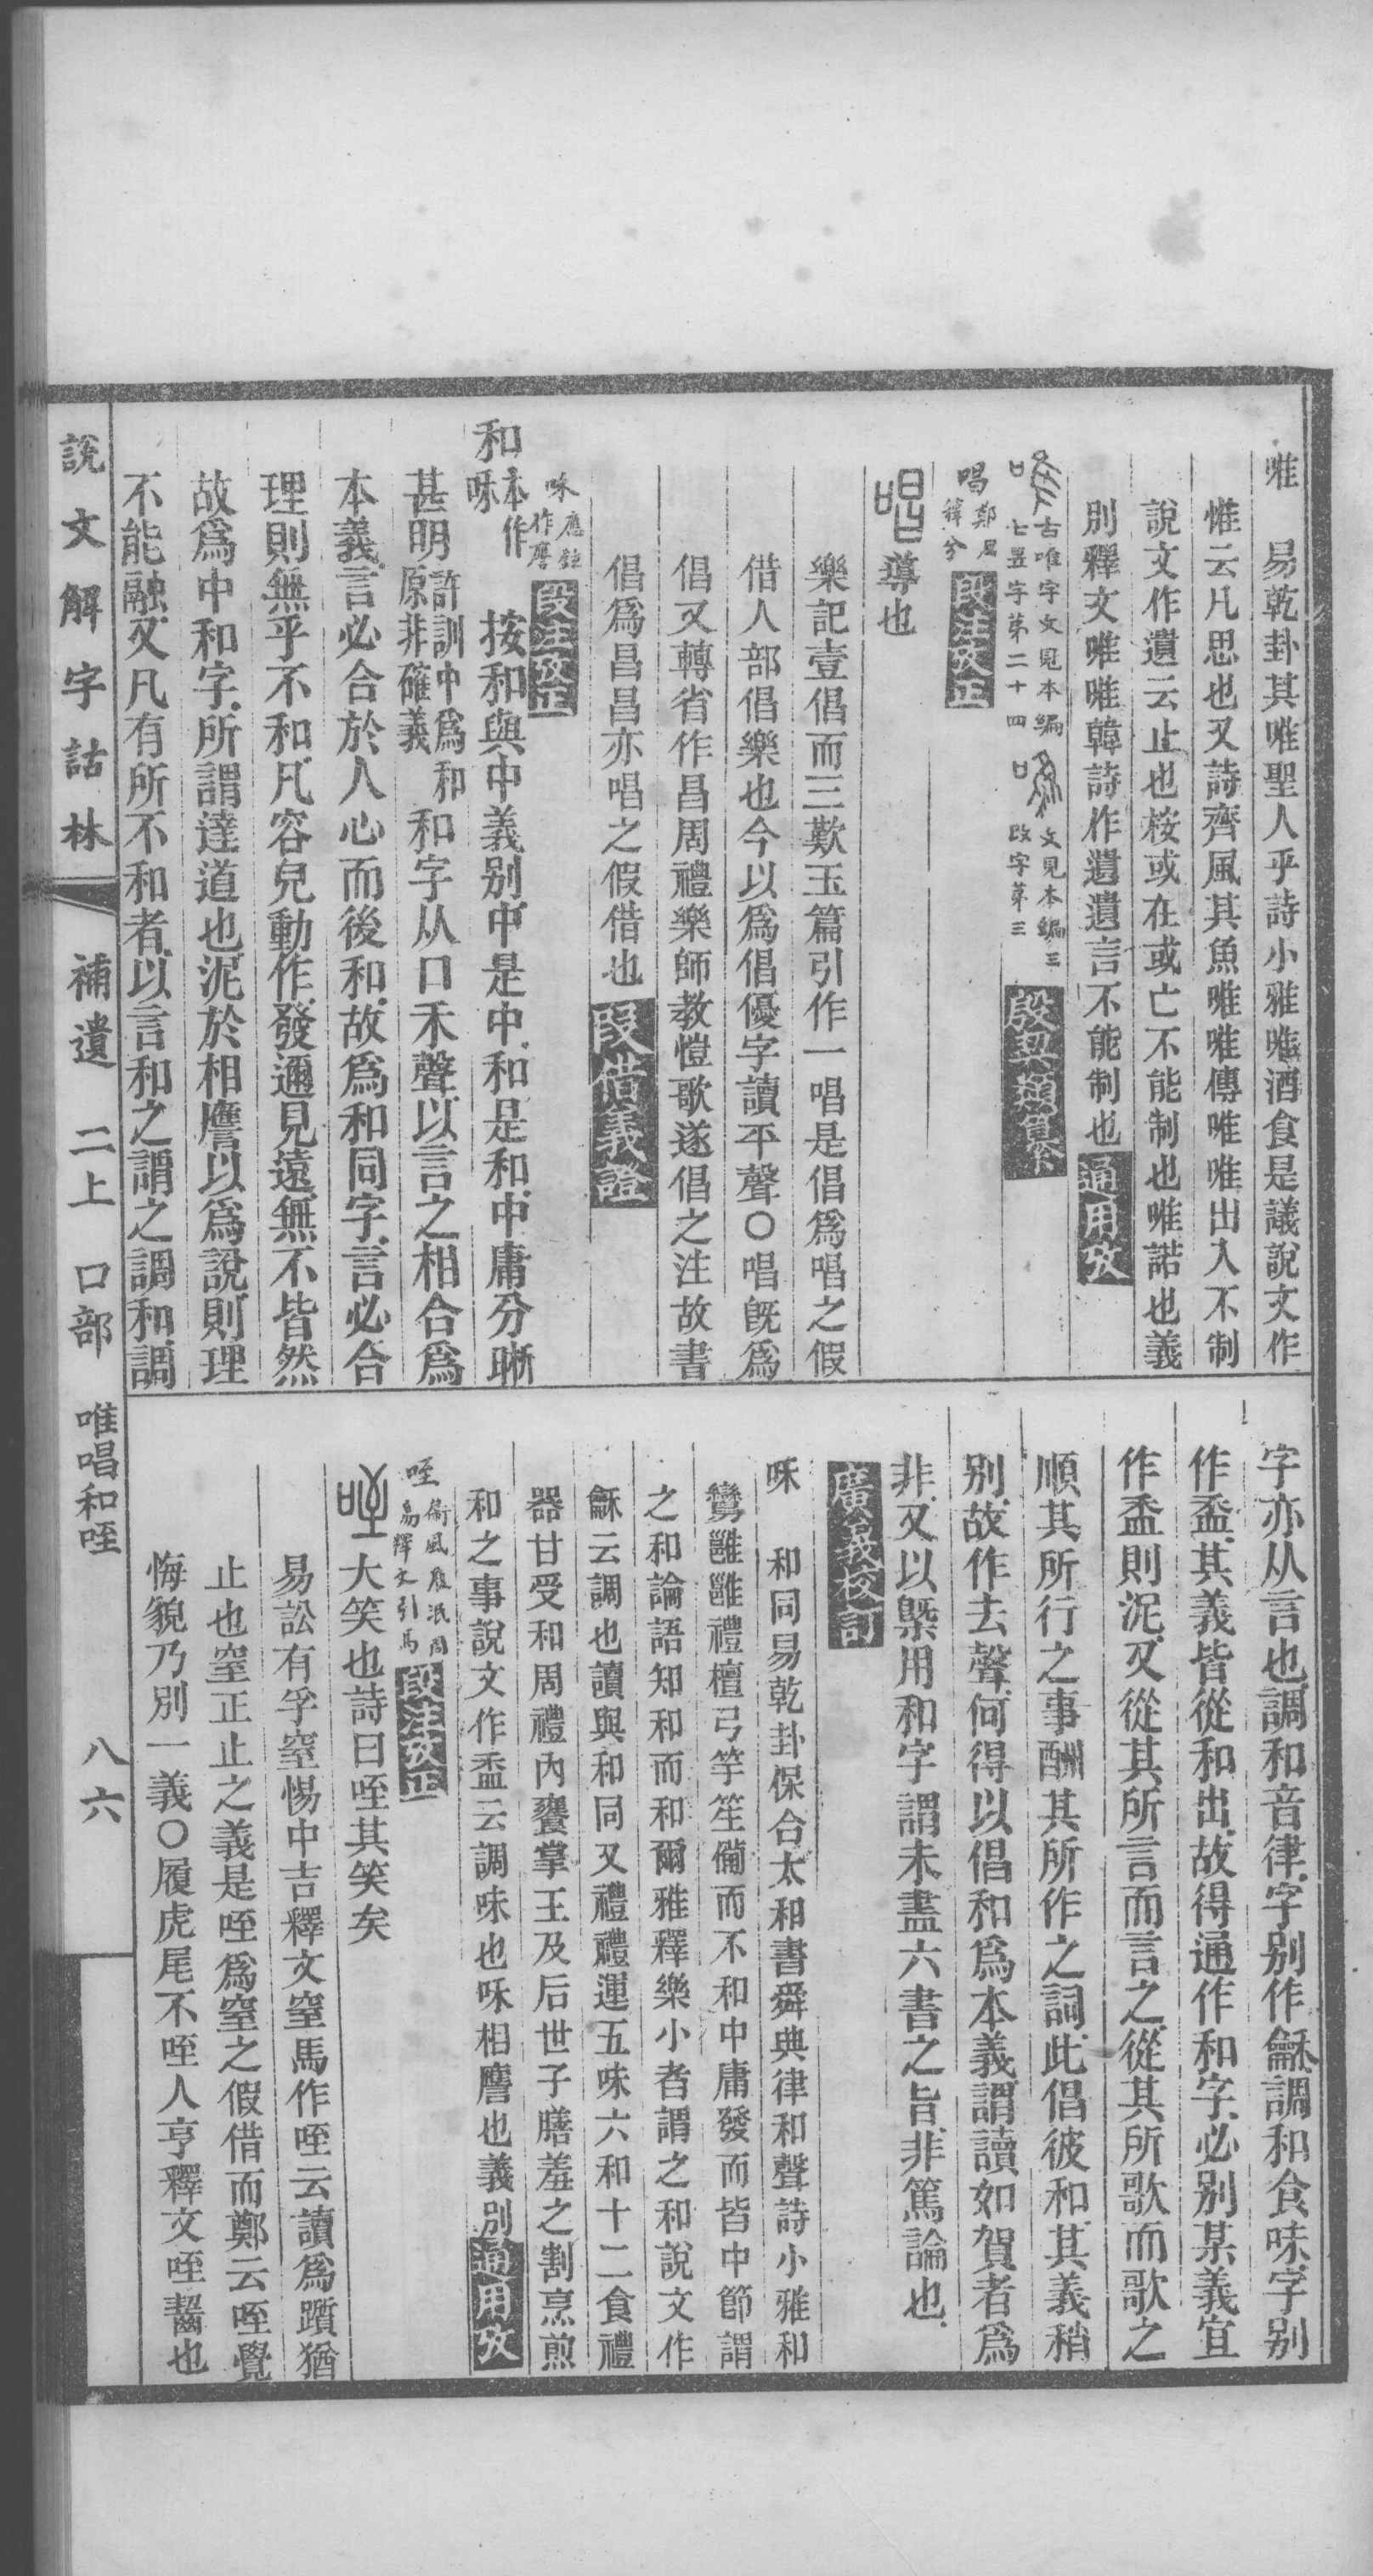 唯　易乾卦其唯聖人乎詩小雅唯酒食是議說文作
惟云凡思也又詩齊風其魚唯唯傳唯唯出入不制
說文作遺云止也桉或在或亡不能制也唯諾也義
別釋文唯唯韓詩作遺遺言不能制也通用攷
古唯字文見本編
七置字第二十四
文見本編三
改字第三
殷契類纂
唱鄭風
蘀兮段注攷正
唱導也
樂記壹倡而三歎玉篇引作一唱是倡爲唱之假
借人部倡樂也今以爲倡優字讀平聲○唱旣爲
倡又轉省作昌周禮樂師教愷歌遂倡之注故書
倡爲昌昌亦唱之假借也段借義證
咊應鉉
作譍段注攷正
和本作
咊　按和與中義别中是中和是和中庸分晣
甚明許訓中爲和
原非確義和字从口禾聲以言之相合爲
本義言必合於人心而後和故爲和同字言必合
理則無乎不和凡容皃動作發邇見遠無不皆然
故爲中和字所謂達道也泥於相譍以爲說則理
不能融又凡有所不和者以言和之謂之調和調
字亦从言也調和音律字别作龢調和食味字别
作盉其義皆從和出故得通作和字必别某義宜
作盉則泥又從其所言而言之從其所歌而歌之
順其所行之事酬其所作之詞此倡彼和其義稍
别故作去聲何得以倡和爲本義謂讀如賀者爲
非又以槩用和字謂未盡六書之旨非篤論也
廣義校訂
咊　和同易乾卦保合太和書舜典律和聲詩小雅和
鸞雝雝禮檀弓竽笙備而不和中庸發而皆中節謂
之和論語知和而和爾雅釋樂小者謂之和說文作
龢云調也讀與和同又禮禮運五味六和十二食禮
器甘受和周禮內饔掌王及后世子膳羞之割烹煎
和之事說文作盉云調味也咊相譍也義別通用攷
咥衞風
易釋文引馬
段注攷正
咥大笑也詩曰咥其笑矣
易訟有孚窒惕中吉釋文窒馬作咥云讀爲躓猶
止也窒正止之義是咥爲窒之假借而鄭云咥覺
悔貌乃別一義○履虎尾不咥人亨釋文咥齧也
說文解字詁林　補遺　二上　口部　唯唱和咥　八六